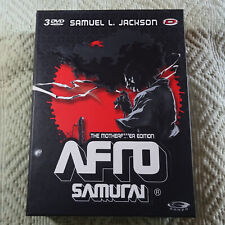 3 DVD
SAMUEL L. JACKSON
THE MOTHERF***ER EDITION
AFRO
SAMURAI ®